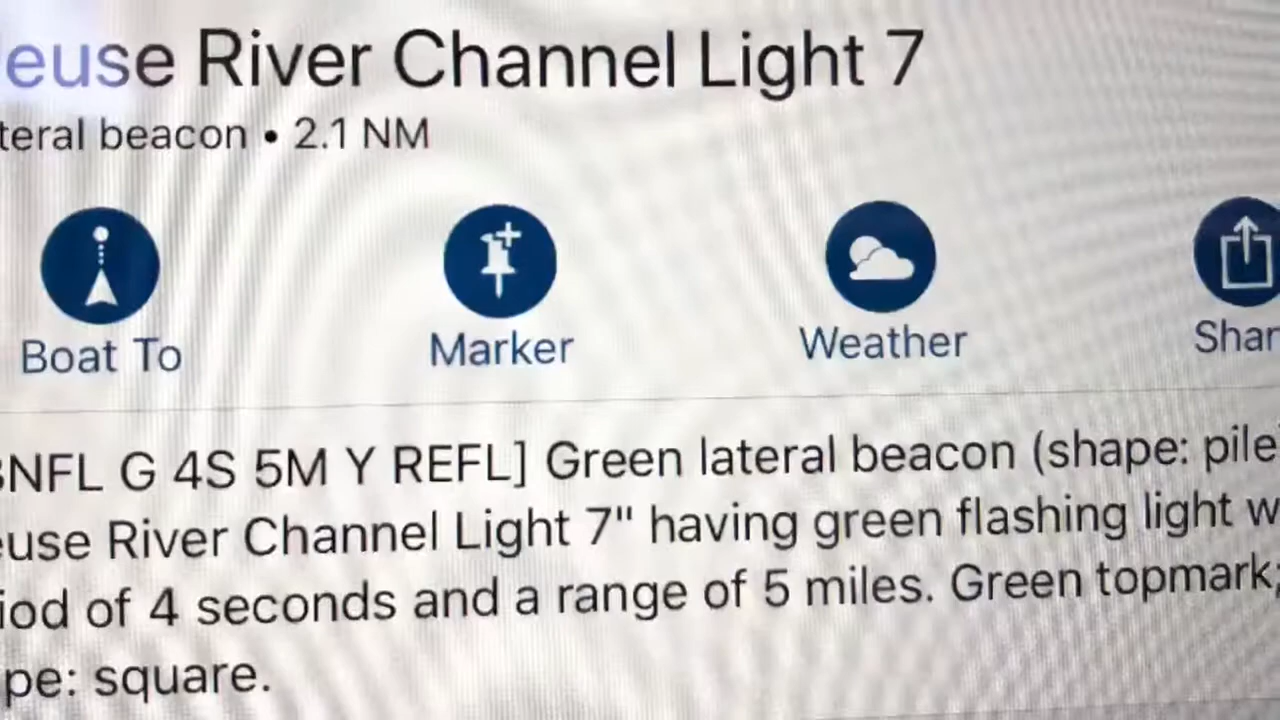 euse River Channel Light 7
teral beacon • 2.1 NM
Boat To
Marker
Weather
Shar
NFL G 4S 5M Y REFL] Green lateral beacon (shape: pile
euse River Channel Light 7" having green flashing light w
iod of 4 seconds and a range of 5 miles. Green topmark;
pe: square.